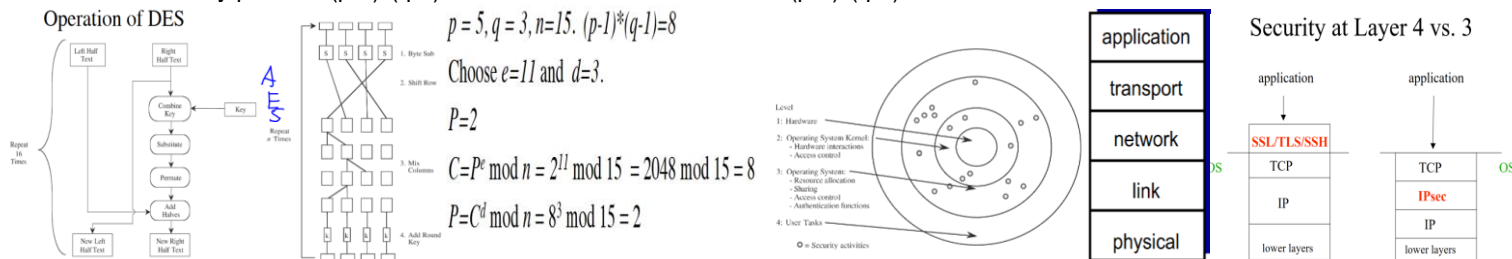 Operation of DES
Left Half
Text
Right
Half Text
Combine
Key
Key
Substitute
Permute
Add
Halves
New Left
Half Text
New Right
Half Text
Repeat
16
Times
AES
Repeat
n Times
S S S S
1. Byte Sub
2. Shift Row
3. Mix
Columns
k k k k
4. Add Round
Key
p = 5, q = 3, n=15. (p-1)*(q-1)=8
Choose e=11 and d=3.
P=2
C=Pᵉ mod n = 2¹¹ mod 15 = 2048 mod 15 = 8
P=Cᵈ mod n = 8³ mod 15 = 2
Level
1: Hardware
2: Operating System Kernel:
- Hardware interactions
- Access control
3: Operating System:
- Resource allocation
- Sharing
- Access control
- Authentication functions
4: User Tasks
= Security activities
application
transport
network
link
physical
Security at Layer 4 vs. 3
application
SSL/TLS/SSH
OS
TCP
IP
lower layers
application
TCP
OS
IPsec
IP
lower layers